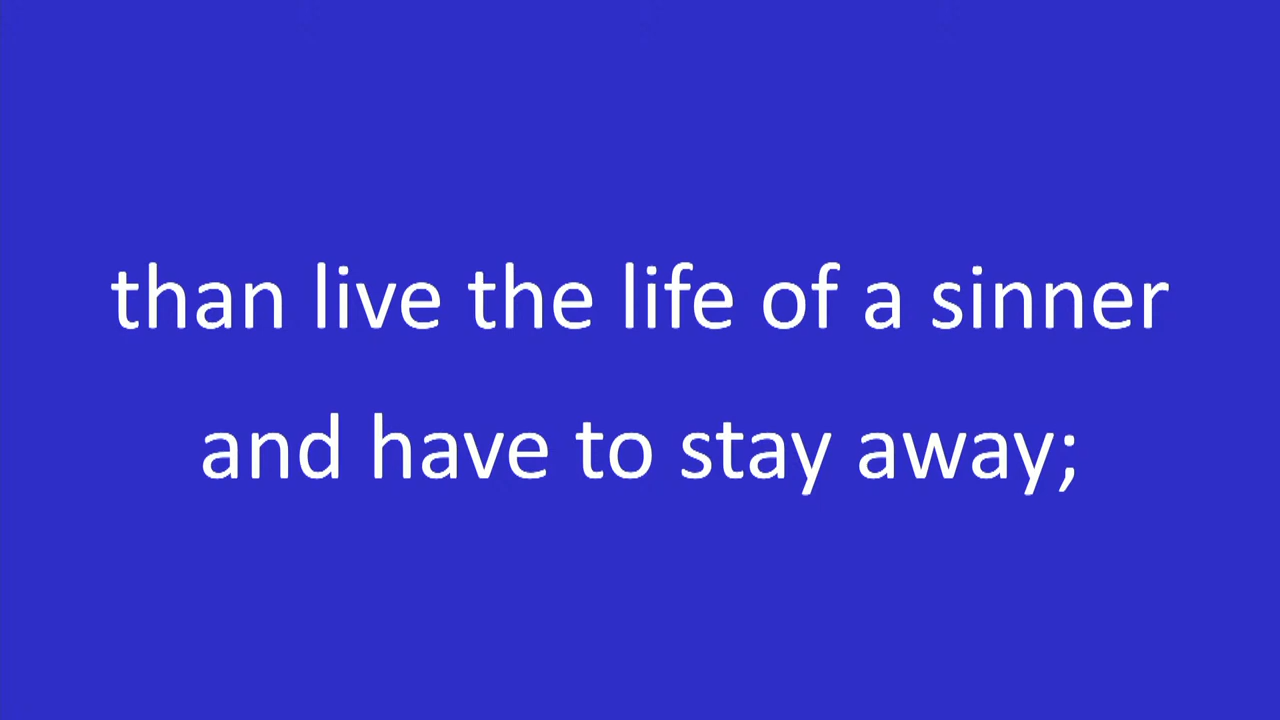 than live the life of a sinner
and have to stay away;